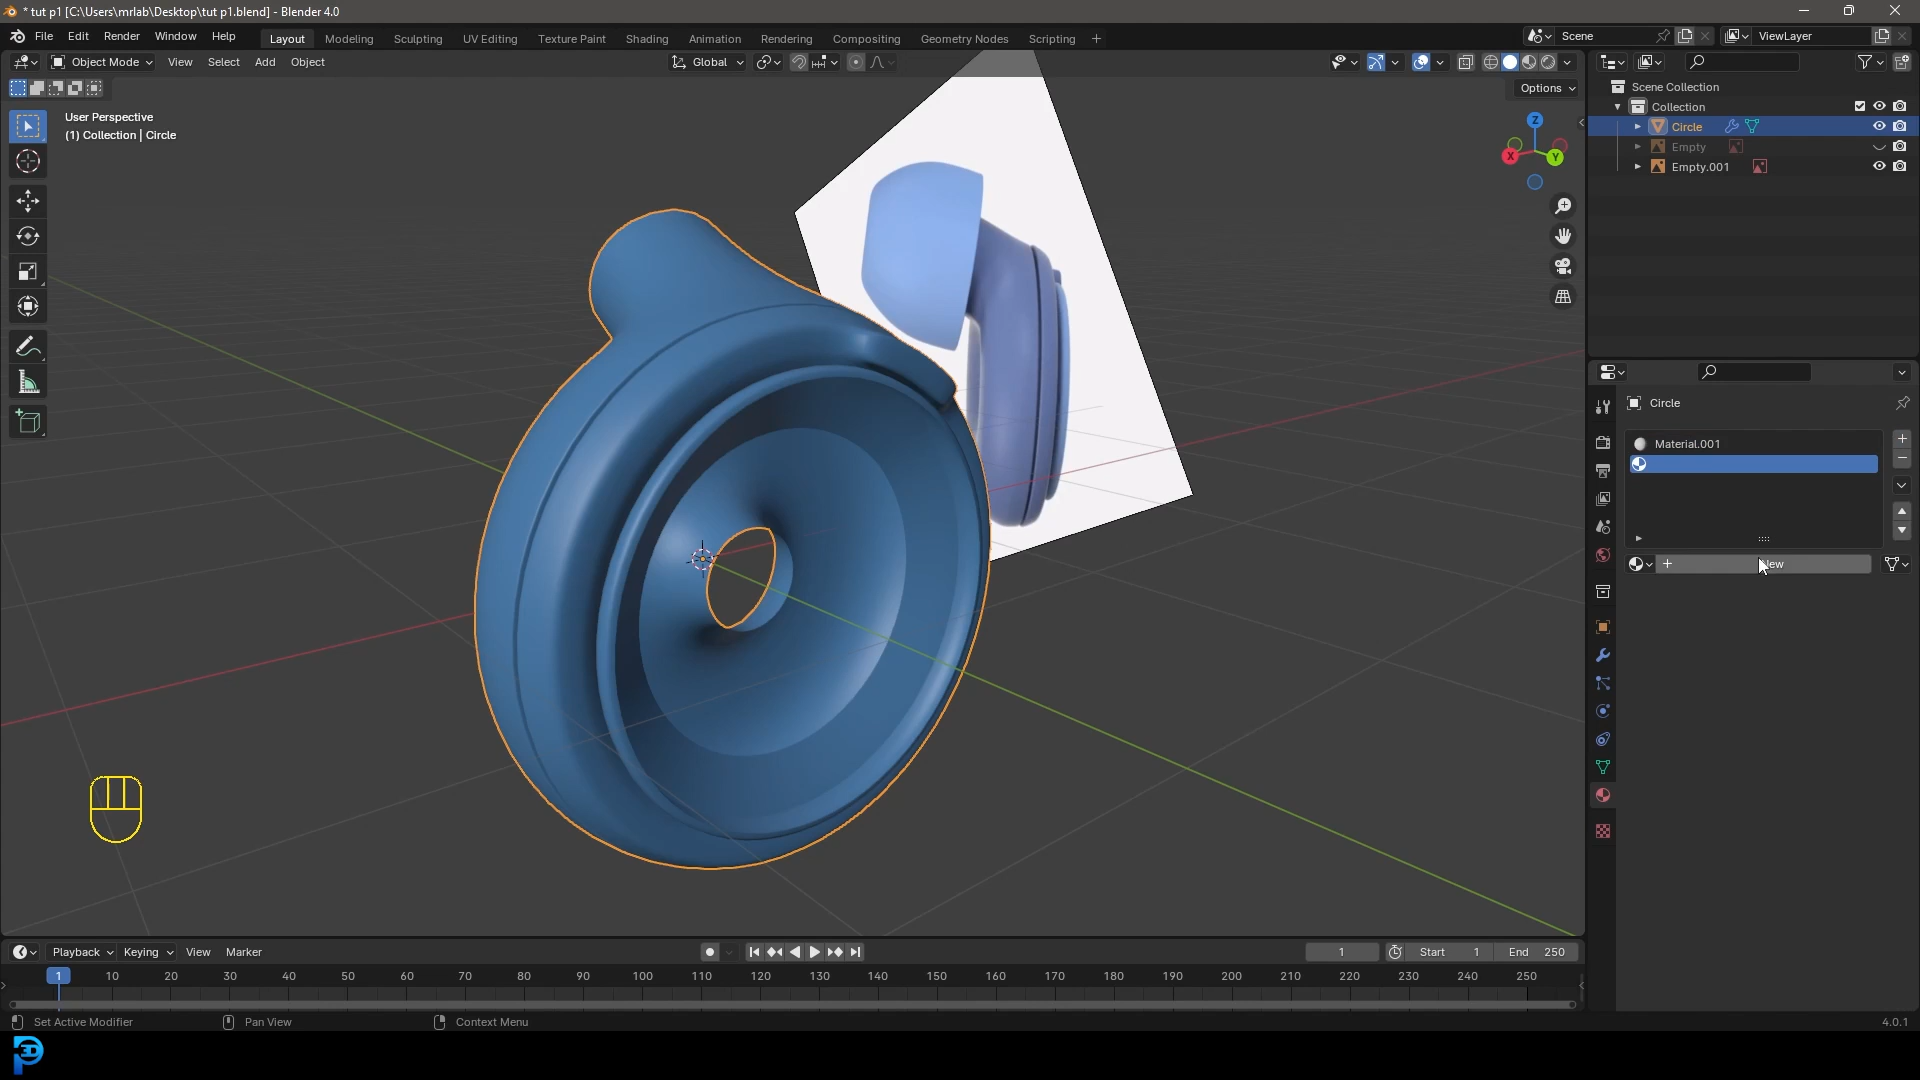 * tut p1 [C:\Users\mrlab\Desktop\tut p1.blend] - Blender 4.0
File Edit Render Window Help Layout Modeling Sculpting UV Editing Texture Paint Shading Animation Rendering Compositing Geometry Nodes Scripting + Scene ViewLayer
Object Mode View Select Add Object Global
Options
User Perspective
(1) Collection | Circle
Z
X
Y
Scene Collection
Collection
Circle
Empty
Empty.001
Circle
Material.001
Playback Keying View Marker 1 Start 1 End 250
1 10 20 30 40 50 60 70 80 90 100 110 120 130 140 150 160 170 180 190 200 210 220 230 240 250
Set Active Modifier Pan View Context Menu 4.0.1